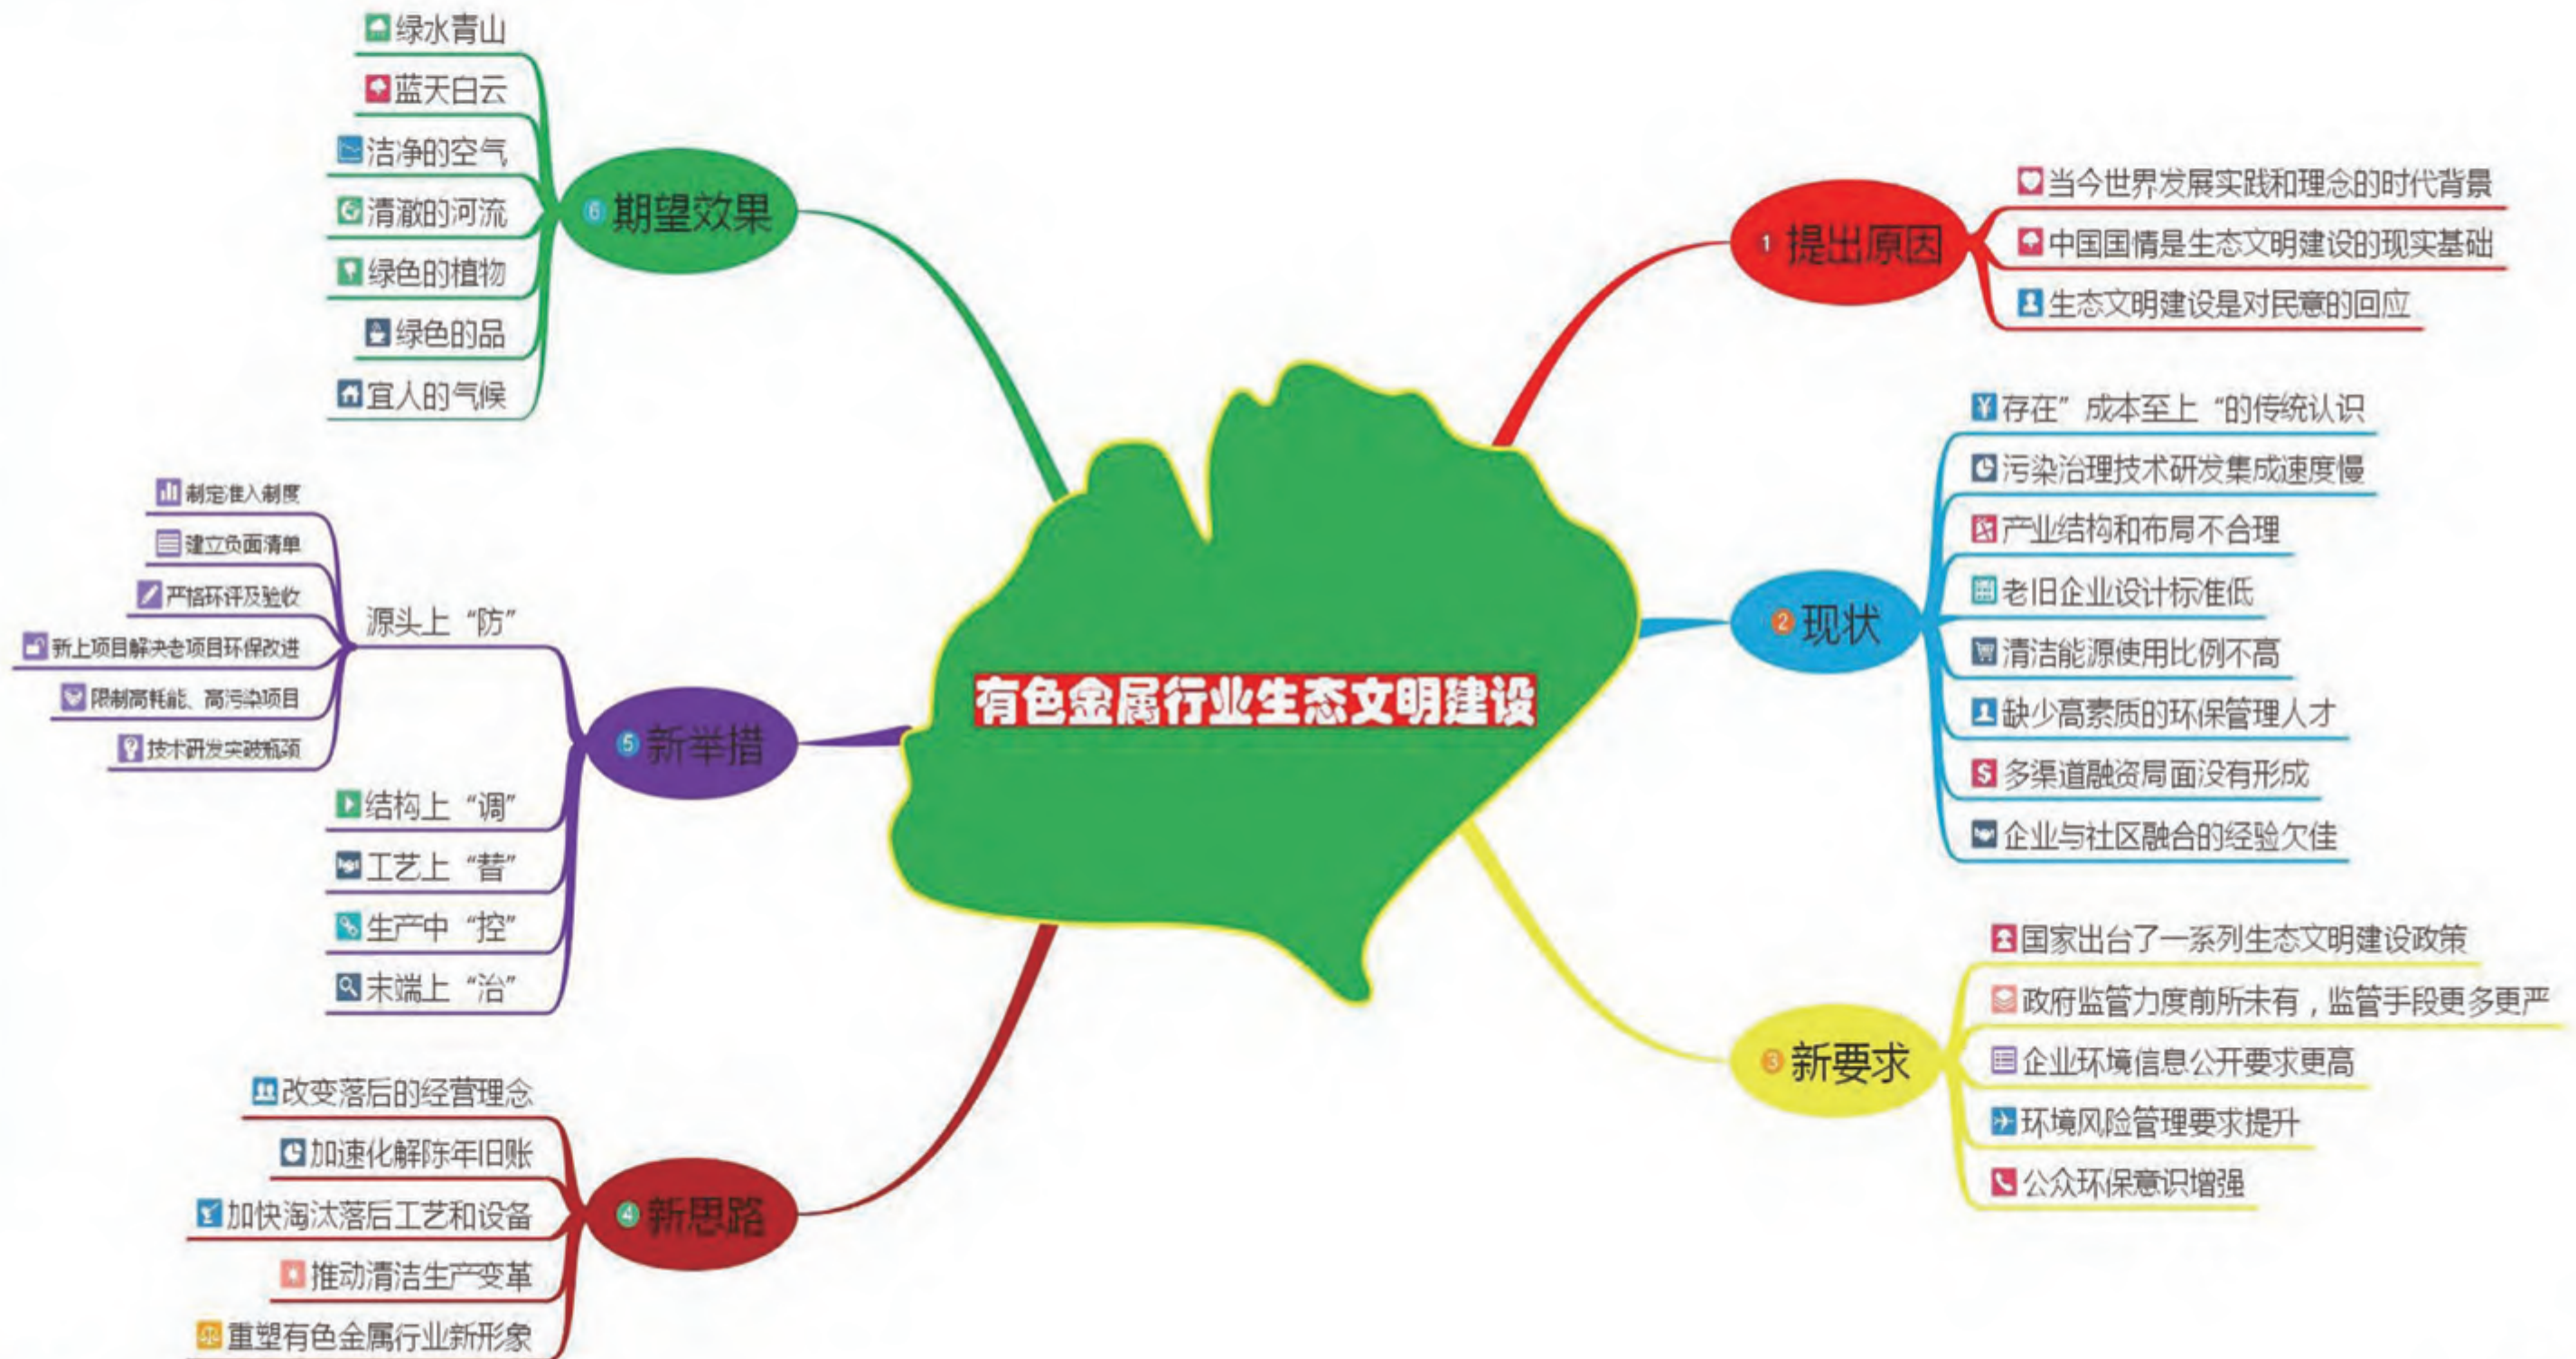 有色金属行业生态文明建设
1 提出原因
当今世界发展实践和理念的时代背景
中国国情是生态文明建设的现实基础
生态文明建设是对民意的回应
2 现状
存在”成本至上“的传统认识
污染治理技术研发集成速度慢
产业结构和布局不合理
老旧企业设计标准低
清洁能源使用比例不高
缺少高素质的环保管理人才
多渠道融资局面没有形成
企业与社区融合的经验欠佳
3 新要求
国家出台了一系列生态文明建设政策
政府监管力度前所未有，监管手段更多更严
企业环境信息公开要求更高
环境风险管理要求提升
公众环保意识增强
4 新思路
改变落后的经营理念
加速化解陈年旧账
加快淘汰落后工艺和设备
推动清洁生产变革
重塑有色金属行业新形象
5 新举措
源头上“防”
制定准入制度
建立负面清单
严格环评及验收
新上项目解决老项目环保改进
限制高耗能、高污染项目
技术研发突破瓶颈
结构上“调”
工艺上“替”
生产中“控”
末端上“治”
6 期望效果
绿水青山
蓝天白云
洁净的空气
清澈的河流
绿色的植物
绿色的品
宜人的气候